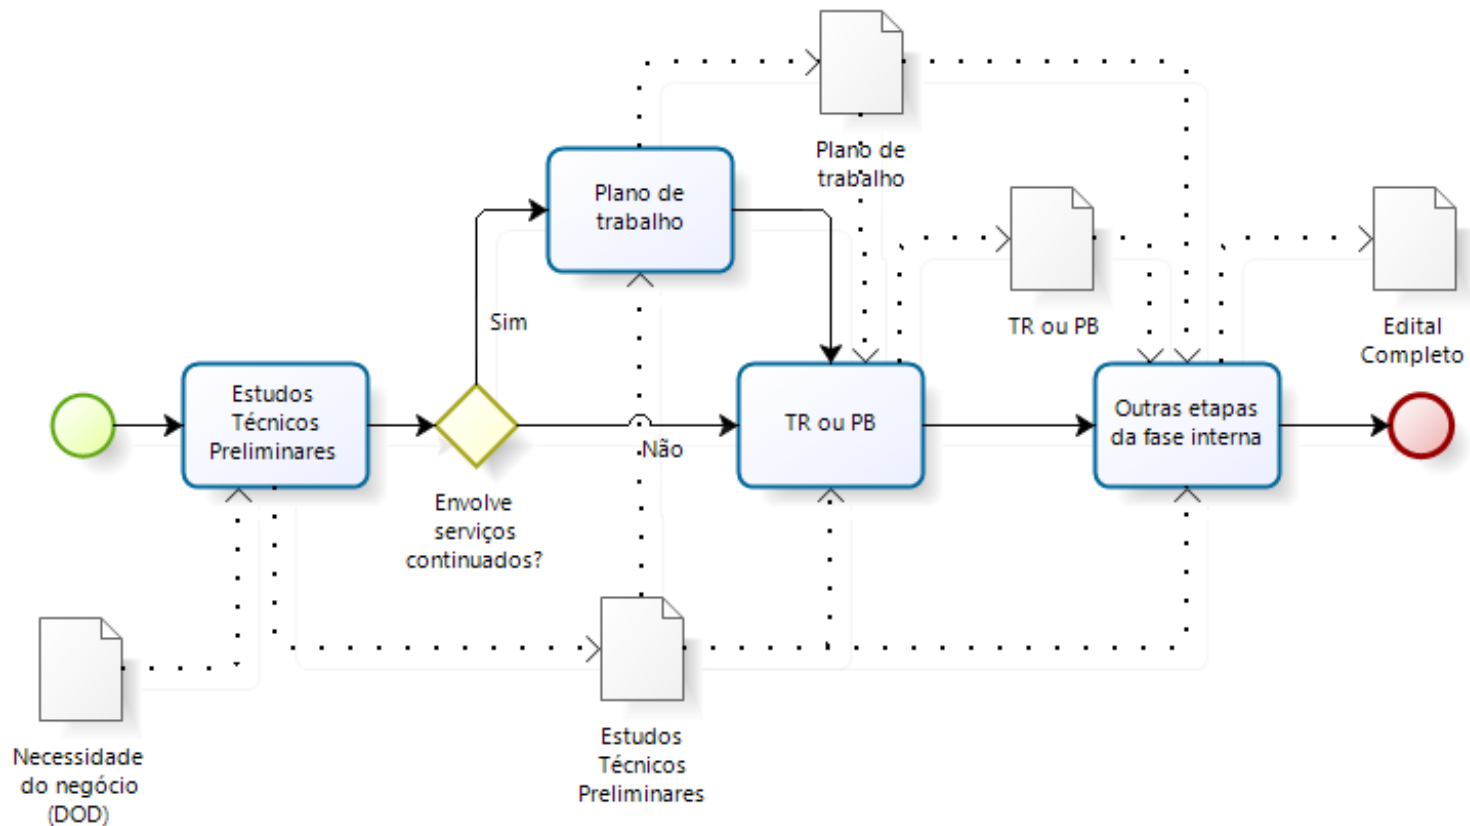 Plano de
trabalho
Plano de
trabalho
Sim
TR ou PB
Edital
Completo
Estudos
Técnicos
Preliminares
Não
TR ou PB
Outras etapas
da fase interna
Envolve
serviços
continuados?
Necessidade
do negócio
(DOD)
Estudos
Técnicos
Preliminares